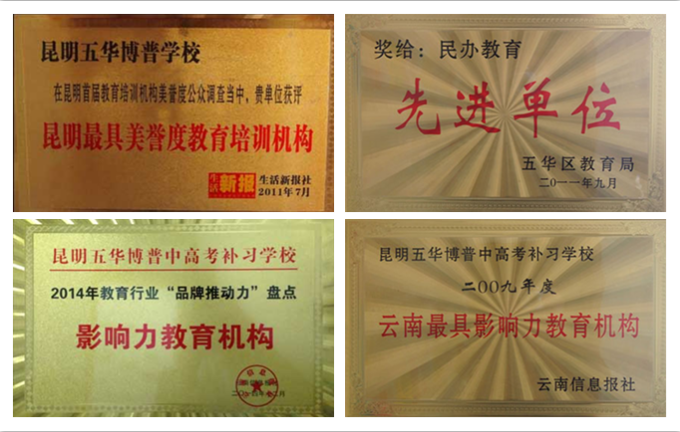 昆明五华博普学校
在昆明首届教育培训机构美誉度公众调查当中，贵单位获评
昆明最具美誉度教育培训机构
生活新报
生活新报社
2011年7月
奖给：民办教育
先进单位
五华区教育局
二〇一一年九月
昆明五华博普中高考补习学校
2014年教育行业“品牌推动力”盘点
影响力教育机构
昆明五华博普中高考补习学校
二00九年度
云南最具影响力教育机构
云南信息报社